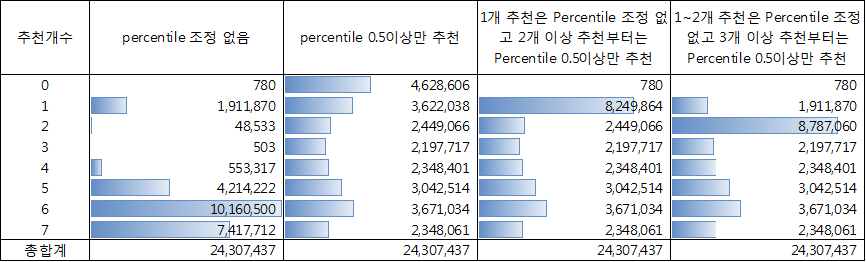 추천개수 percentile 조정 없음 percentile 0.5이상만 추천 1개 추천은 Percentile 조정 없 1~2개 추천은 Percentile 조정
고 2개 이상 추천부터는 없고 3개 이상 추천부터는
Percentile 0.5이상만 추천 Percentile 0.5이상만 추천
0 780 4,628,606 780 780
1 1,911,870 3,622,038 8,249,864 1,911,870
2 48,533 2,449,066 2,449,066 8,787,060
3 503 2,197,717 2,197,717 2,197,717
4 553,317 2,348,401 2,348,401 2,348,401
5 4,214,222 3,042,514 3,042,514 3,042,514
6 10,160,500 3,671,034 3,671,034 3,671,034
7 7,417,712 2,348,061 2,348,061 2,348,061
총합계 24,307,437 24,307,437 24,307,437 24,307,437